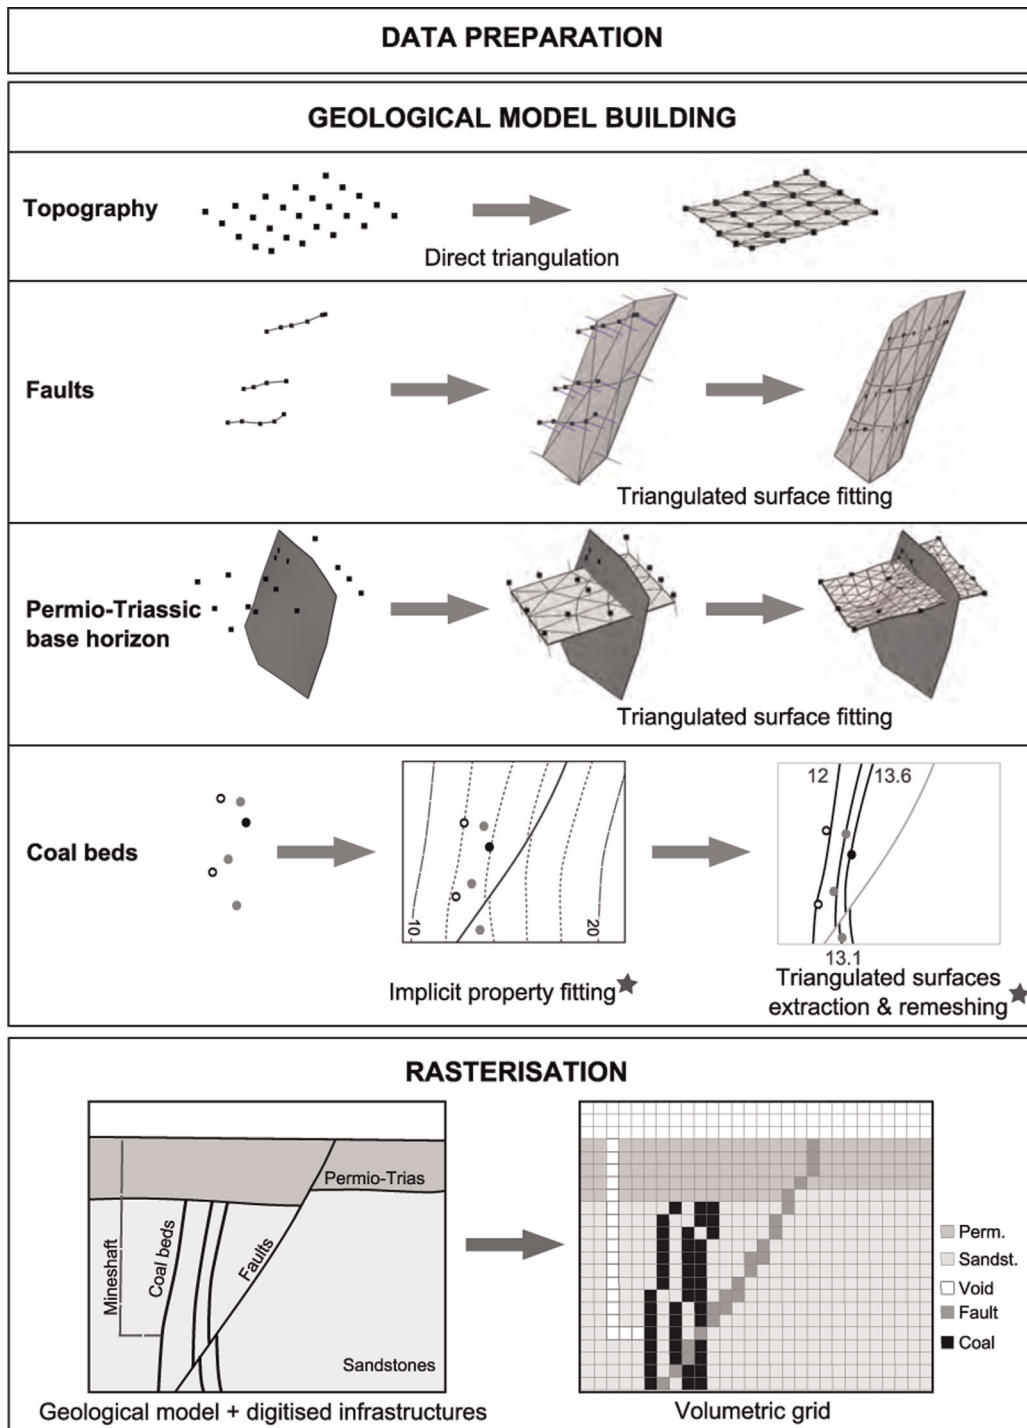 DATA PREPARATION
GEOLOGICAL MODEL BUILDING
Topography
Direct triangulation
Faults
Triangulated surface fitting
Permio-Triassic
base horizon
Triangulated surface fitting
Coal beds
10
20
12
13.6
13.1
Implicit property fitting
Triangulated surfaces
extraction & remeshing
RASTERISATION
Permio-Trias
Mineshaft
Coal beds
Faults
Sandstones
Perm.
Sandst.
Void
Fault
Coal
Geological model + digitised infrastructures
Volumetric grid